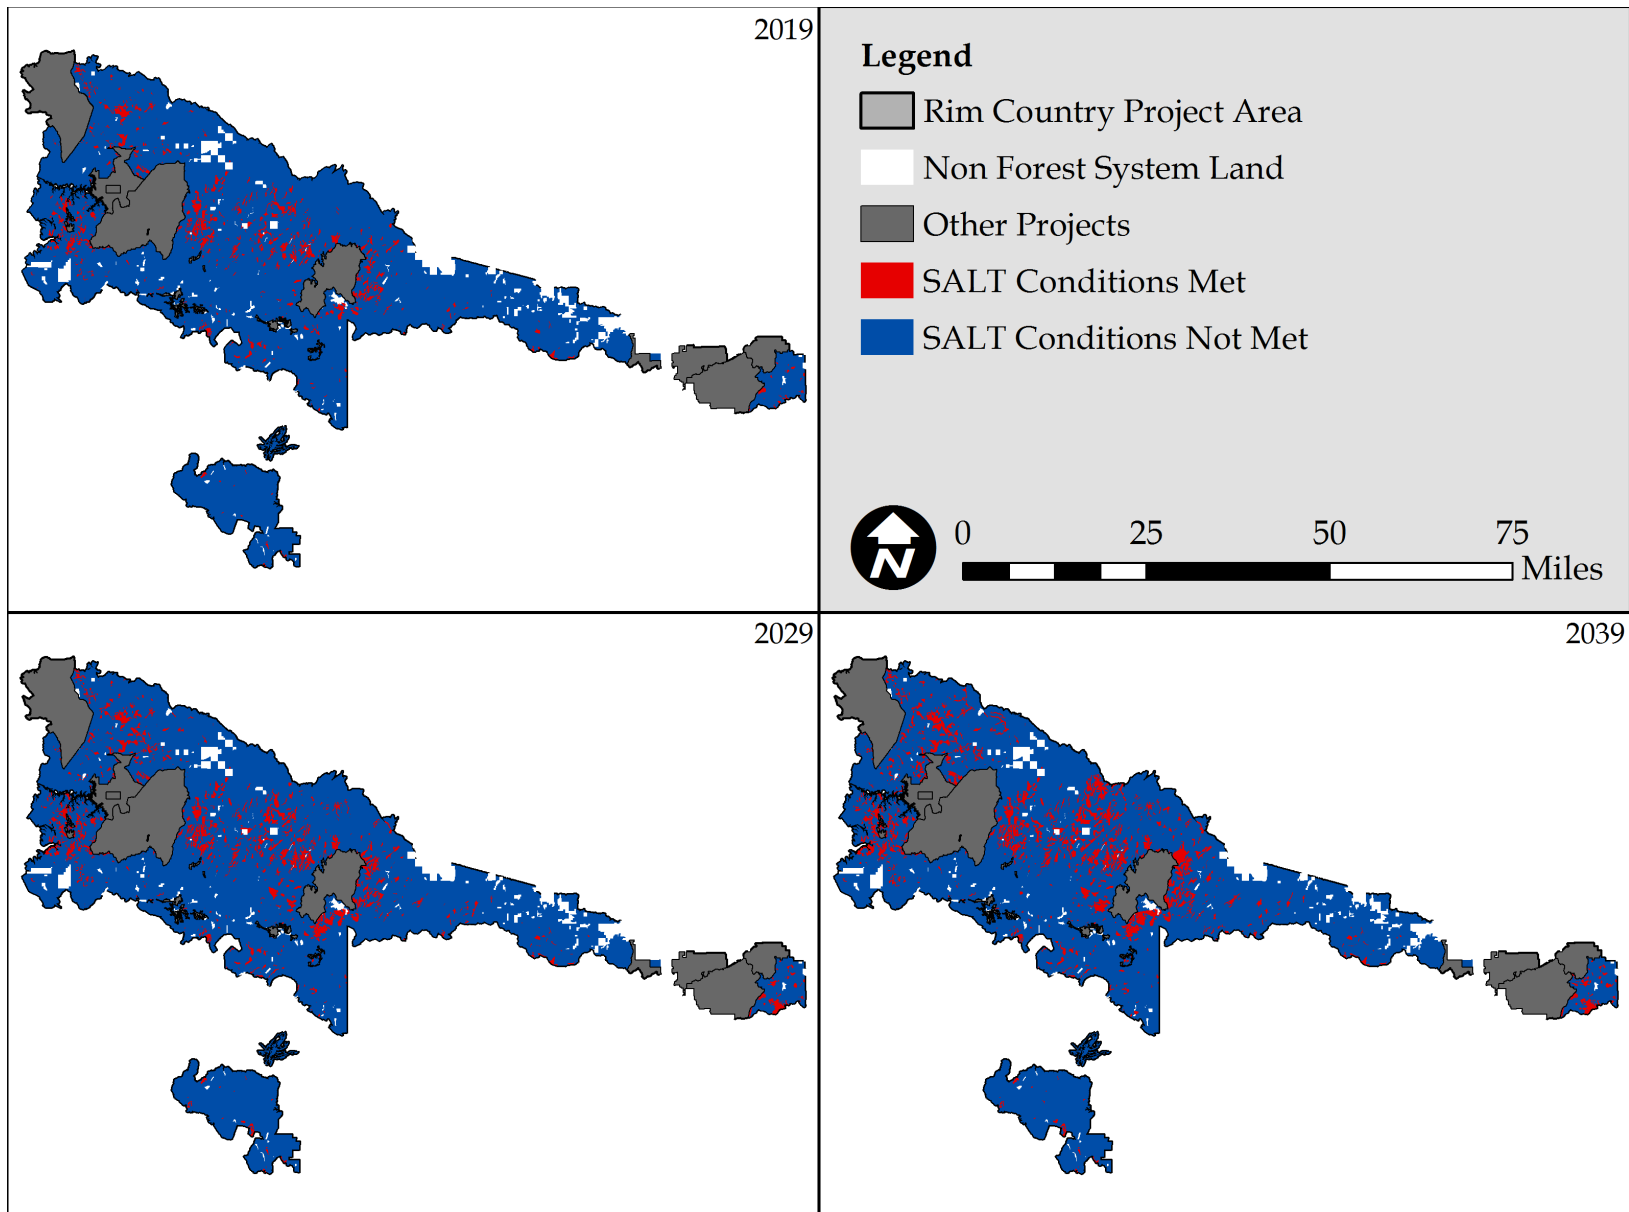 2019
Legend
Rim Country Project Area
Non Forest System Land
Other Projects
SALT Conditions Met
SALT Conditions Not Met
N
0 25 50 75
Miles
2029
2039